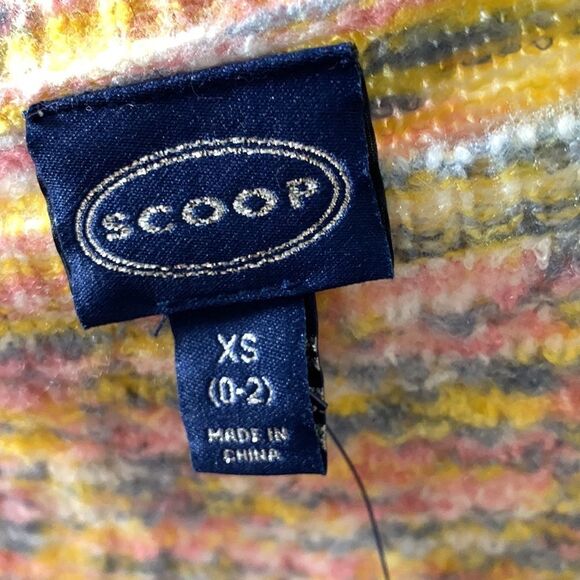 SCOOP
XS
(0-2)
MADE IN
CHINA